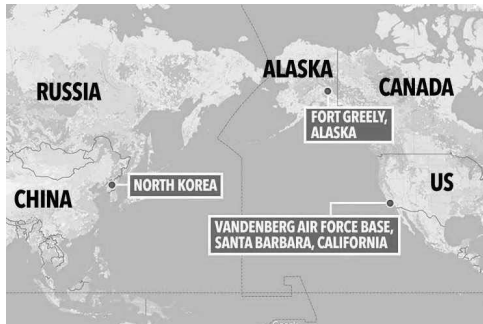 ALASKA
RUSSIA
CANADA
FORT GREELY,
ALASKA
NORTH KOREA
US
CHINA
VANDENBERG AIR FORCE BASE,
SANTA BARBARA, CALIFORNIA